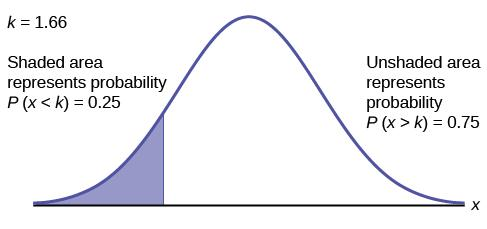 k = 1.66
Shaded area
represents probability
P (x < k) = 0.25
Unshaded area
represents
probability
P (x > k) = 0.75
x